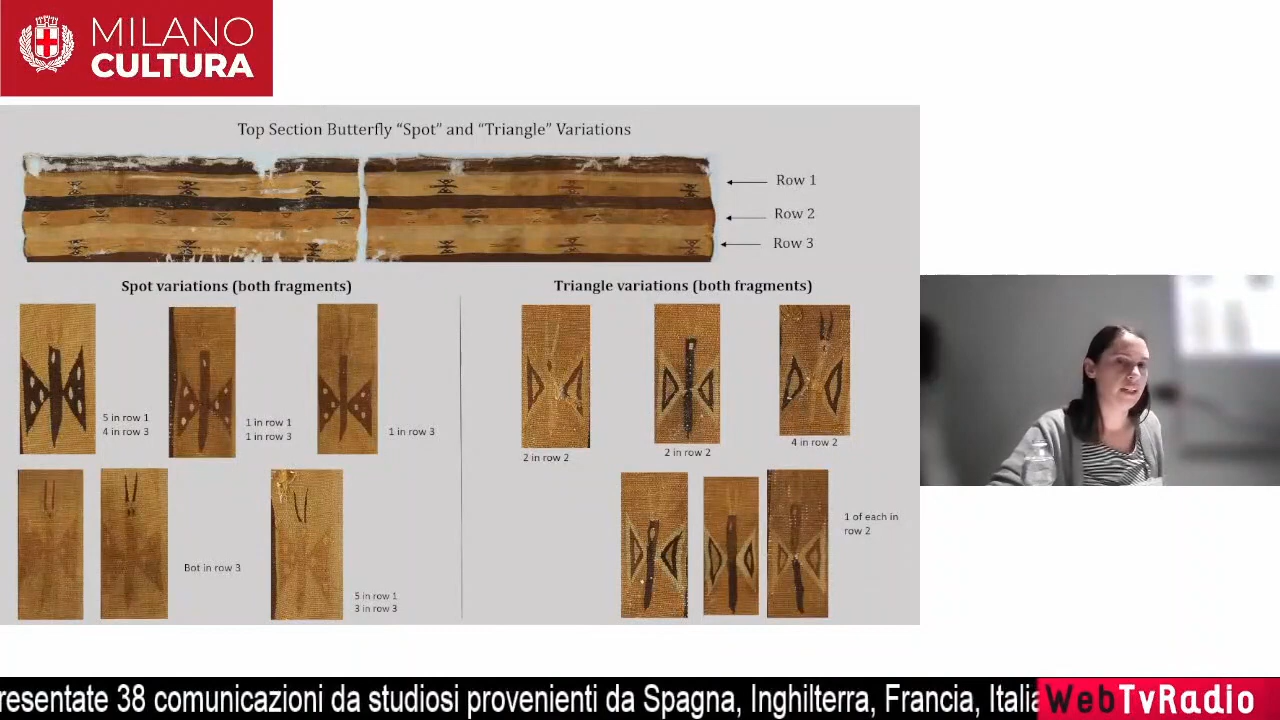 MILANO
CULTURA
Top Section Butterfly “Spot” and “Triangle” Variations
Row 1
Row 2
Row 3
Spot variations (both fragments)
5 in row 1
4 in row 3
1 in row 1
1 in row 3
1 in row 3
Bot in row 3
5 in row 1
3 in row 3
Triangle variations (both fragments)
2 in row 2
2 in row 2
4 in row 2
1 of each in
row 2
resentate 38 comunicazioni da studiosi provenienti da Spagna, Inghilterra, Francia, Italia
WebTvRadio